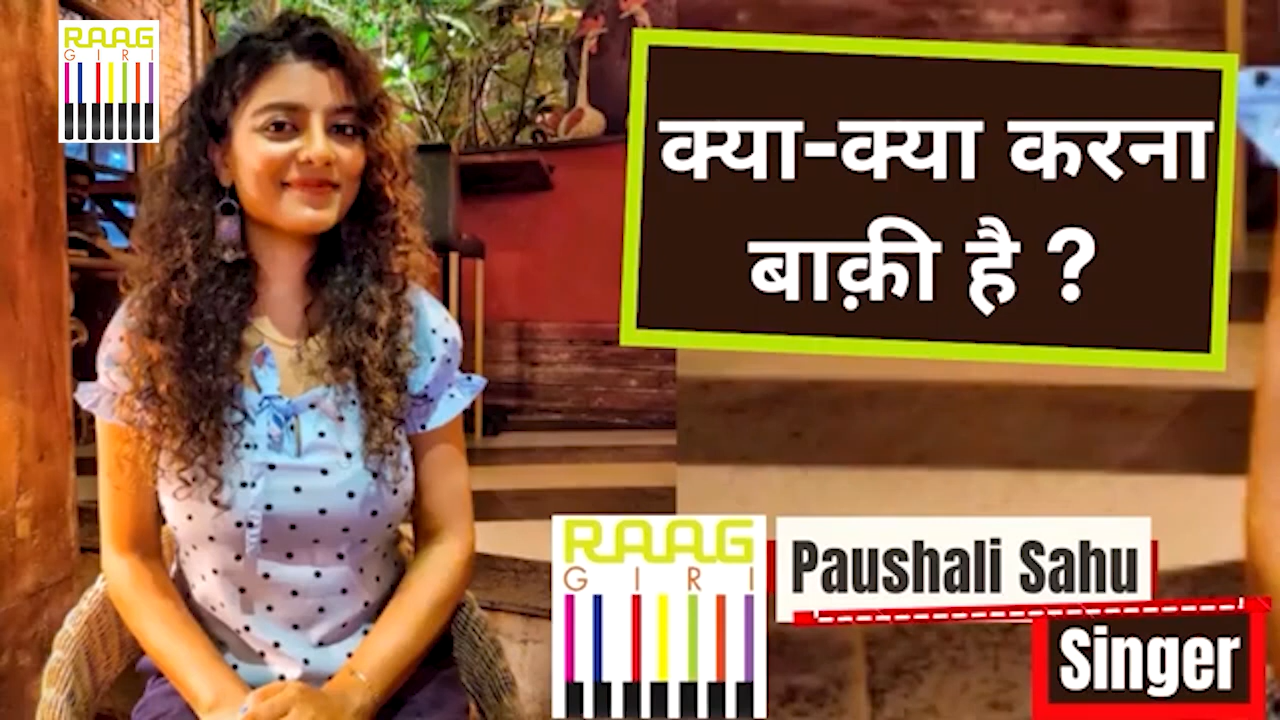 RAAG
GIRI
क्या-क्या करना
बाक़ी है ?
RAAG
GIRI
Paushali Sahu
Singer